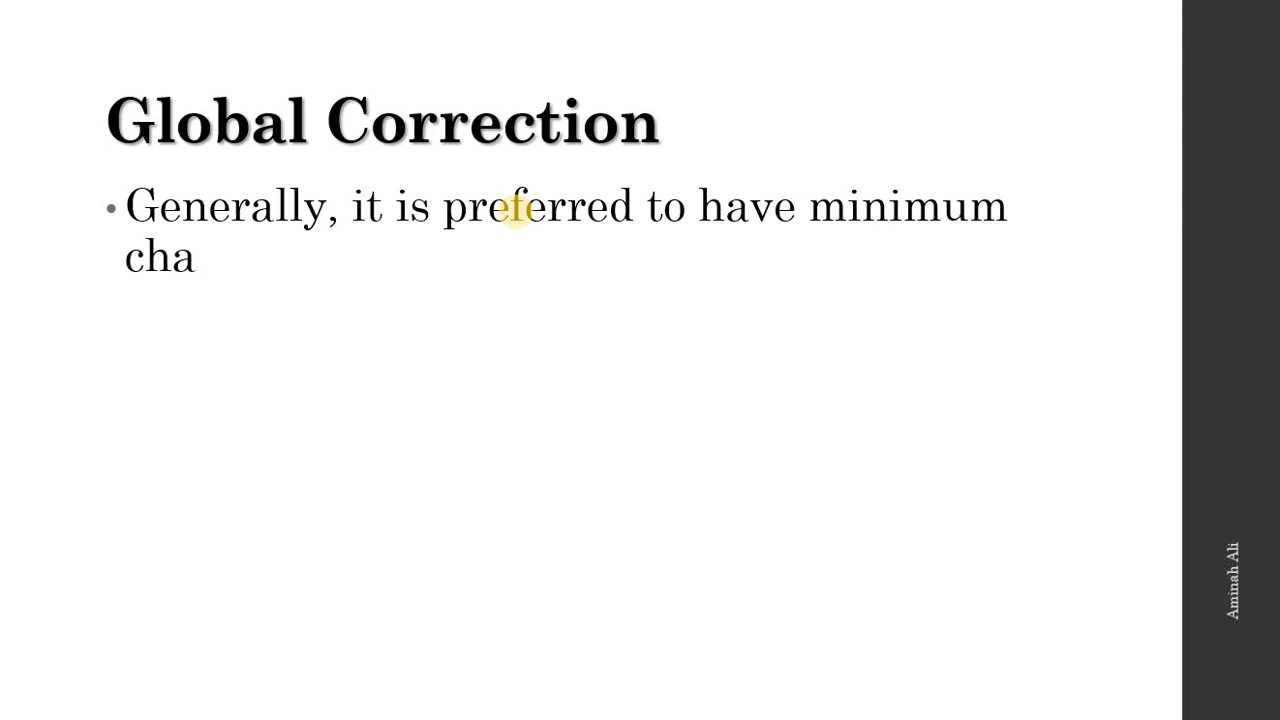 Global Correction
• Generally, it is preferred to have minimum
cha
Aminah Ali